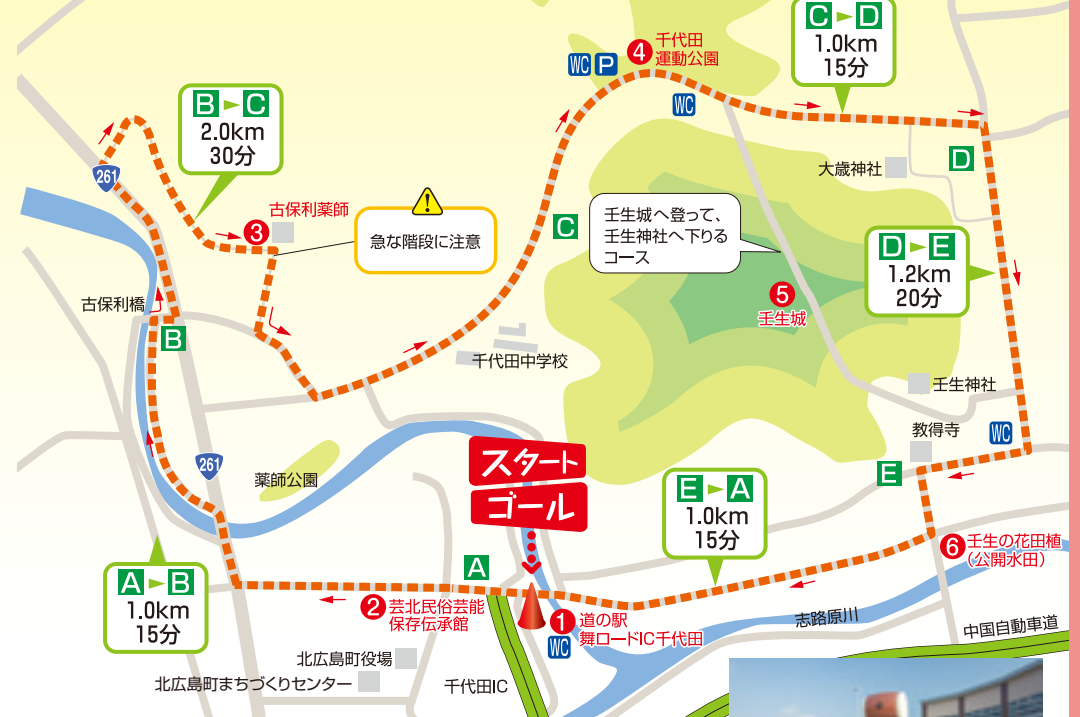 C▶D
1.0km
15分
4 千代田
運動公園
WC P
WC
B▶C
2.0km
30分
D
大歳神社
261
3 古保利薬師
急な階段に注意
C
壬生城へ登って、
壬生神社へ下りる
コース
D▶E
1.2km
20分
5
壬生城
古保利橋
B
千代田中学校
壬生神社
教得寺
WC
E
261
薬師公園
スタート
ゴール
E▶A
1.0km
15分
6 壬生の花田植
(公開水田)
A▶B
1.0km
15分
A
2 芸北民俗芸能
保存伝承館
1 道の駅
舞ロードIC千代田
WC
志路原川
中国自動車道
北広島町役場
北広島町まちづくりセンター
千代田IC